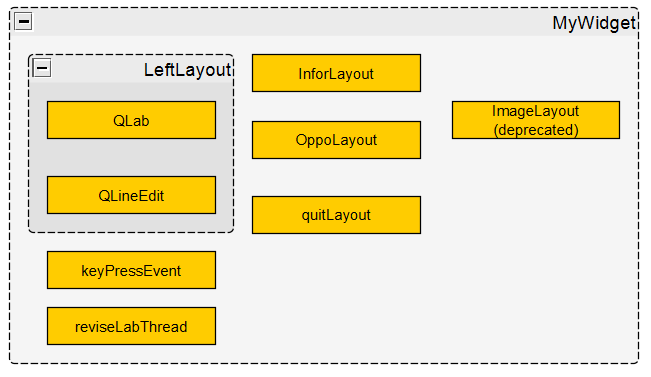 MyWidget
LeftLayout
QLab
QLineEdit
keyPressEvent
reviseLabThread
InforLayout
OppoLayout
quitLayout
ImageLayout
(deprecated)